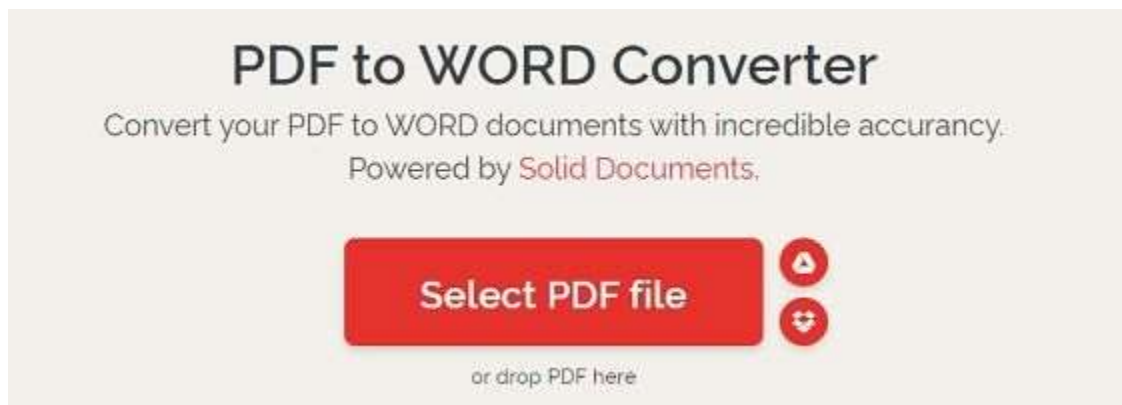 PDF to WORD Converter
Convert your PDF to WORD documents with incredible accurancy.
Powered by Solid Documents.
Select PDF file
or drop PDF here